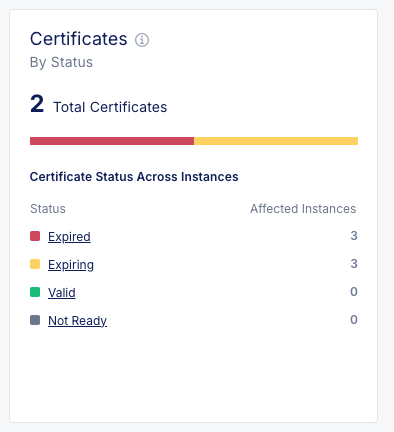 Certificates
By Status
2 Total Certificates
Certificate Status Across Instances
Status Affected Instances
Expired 3
Expiring 3
Valid 0
Not Ready 0